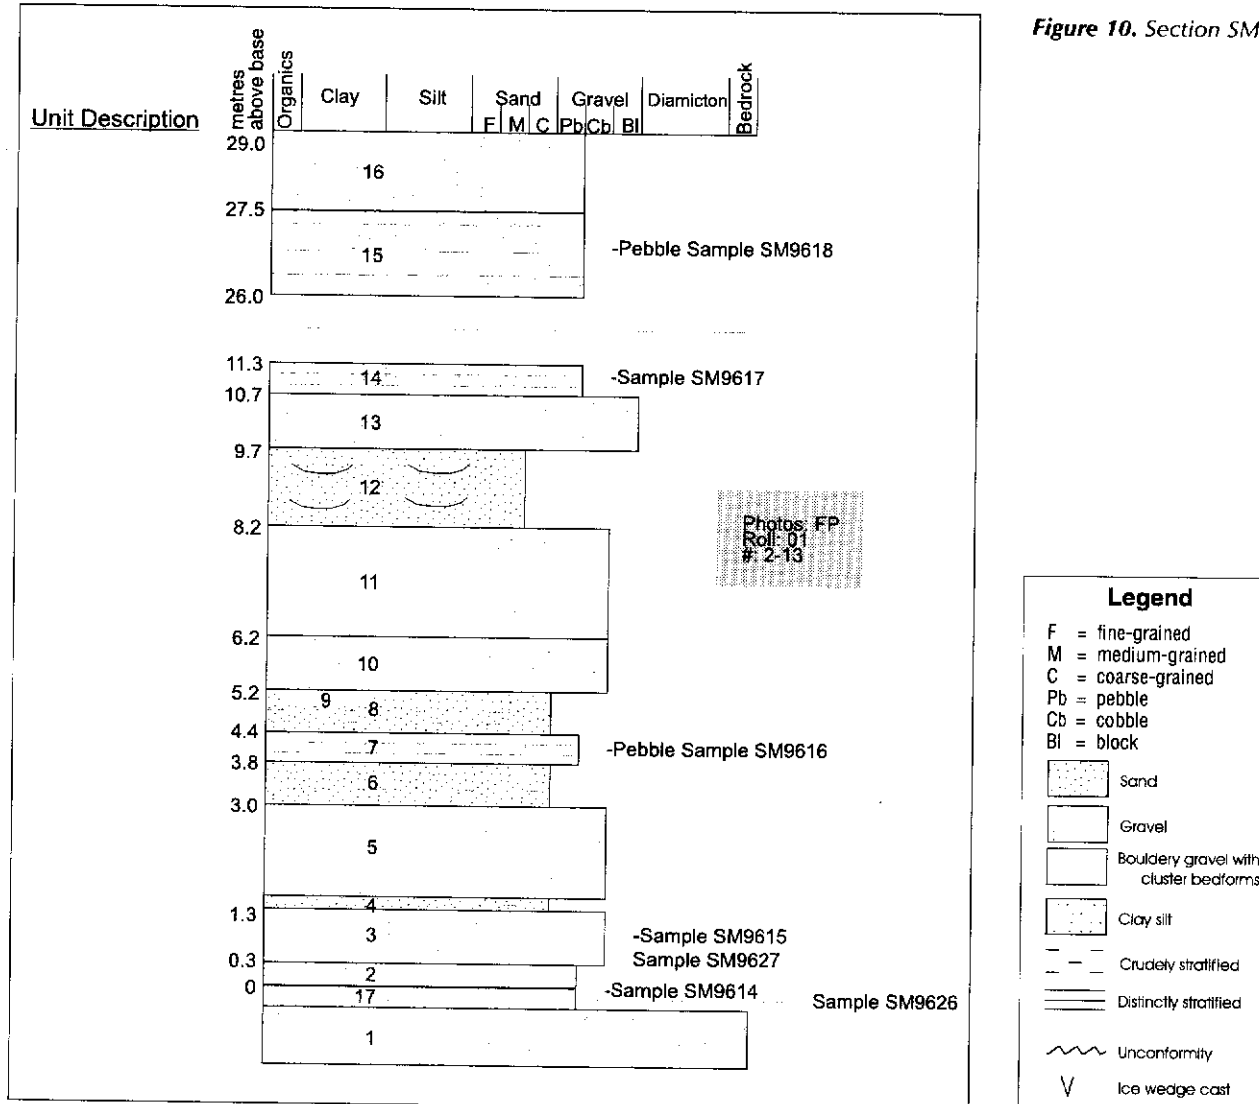 Figure 10. Section SM
Unit Description
metres above base
Organics
Clay
Silt
Sand
Gravel
Diamicton
Bedrock
F M C Pb Cb Bl
29.0
16
27.5
15
-Pebble Sample SM9618
26.0
11.3
14
-Sample SM9617
10.7
13
9.7
12
8.2
Photos: FP
Roll: 01
#: 2-13
11
6.2
10
5.2
9
8
4.4
7
-Pebble Sample SM9616
3.8
6
3.0
5
4
1.3
3
-Sample SM9615
0.3
Sample SM9627
2
0
-Sample SM9614
17
Sample SM9626
1
Legend
F = fine-grained
M = medium-grained
C = coarse-grained
Pb = pebble
Cb = cobble
Bl = block
Sand
Gravel
Bouldery gravel with
cluster bedforms
Clay silt
Crudely stratified
Distinctly stratified
Unconformity
Ice wedge cast